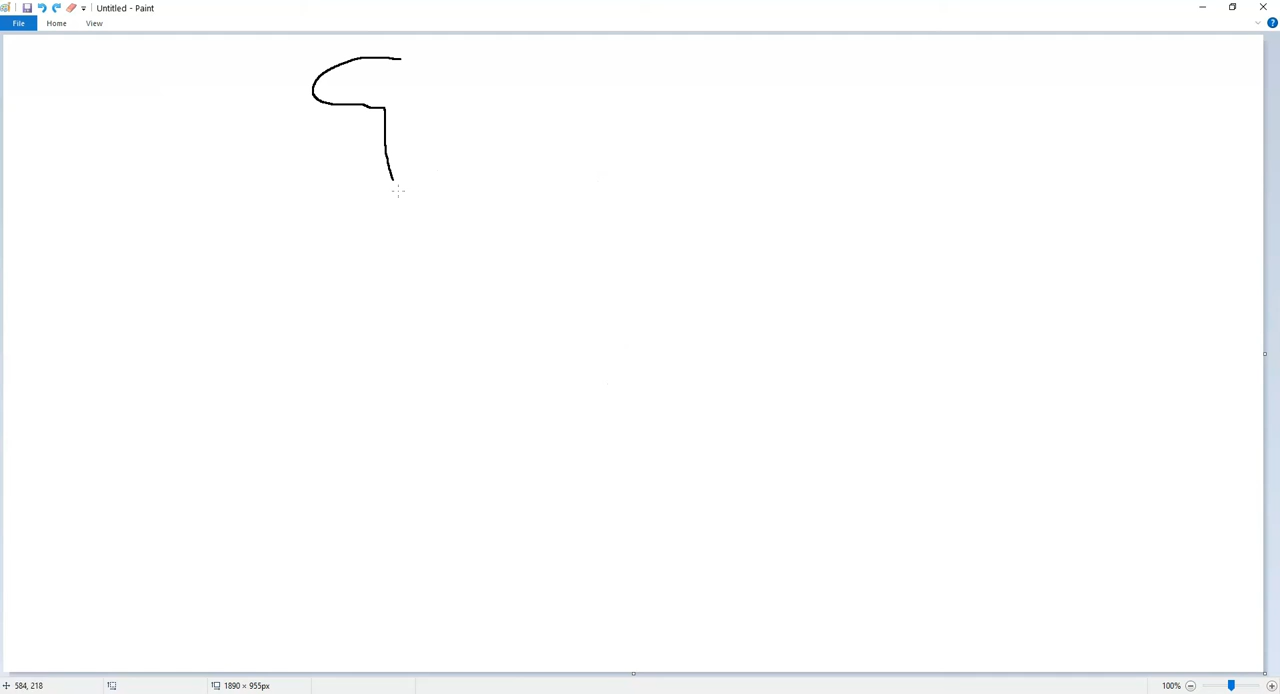 Untitled - Paint
File Home View
584, 218
1890 × 955px
100%